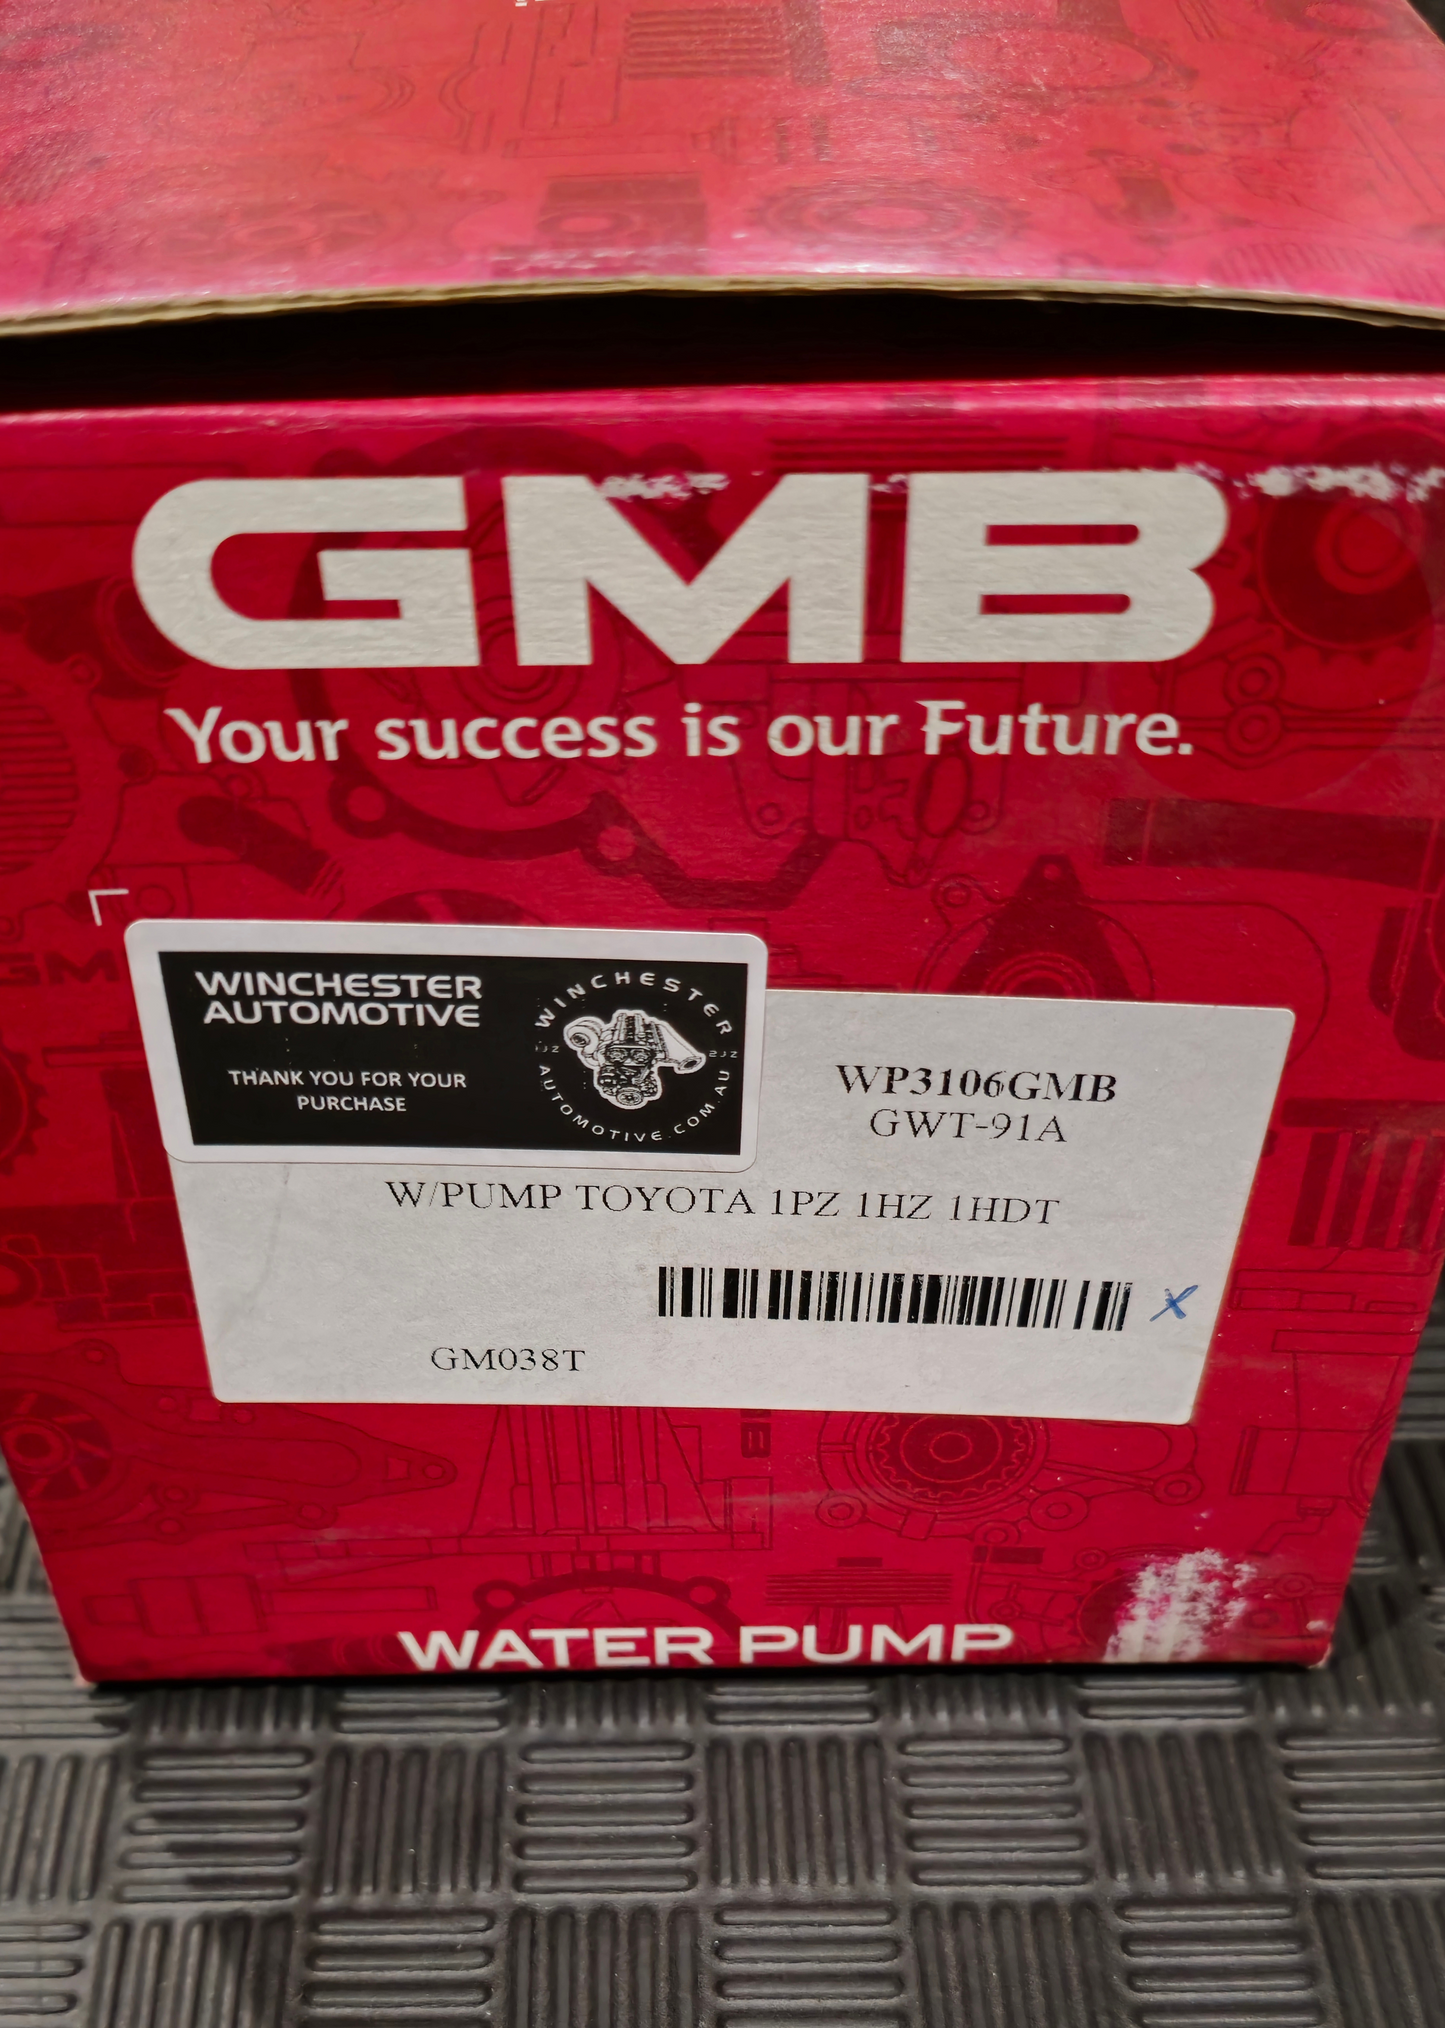 GMB
Your success is our Future.
WINCHESTER
AUTOMOTIVE
THANK YOU FOR YOUR
PURCHASE
WINCHESTER
2JZ
AUTOMOTIVE.COM.AU
WP3106GMB
GWT-91A
W/PUMP TOYOTA 1PZ 1HZ 1HDT
GM038T
X
WATER PUMP